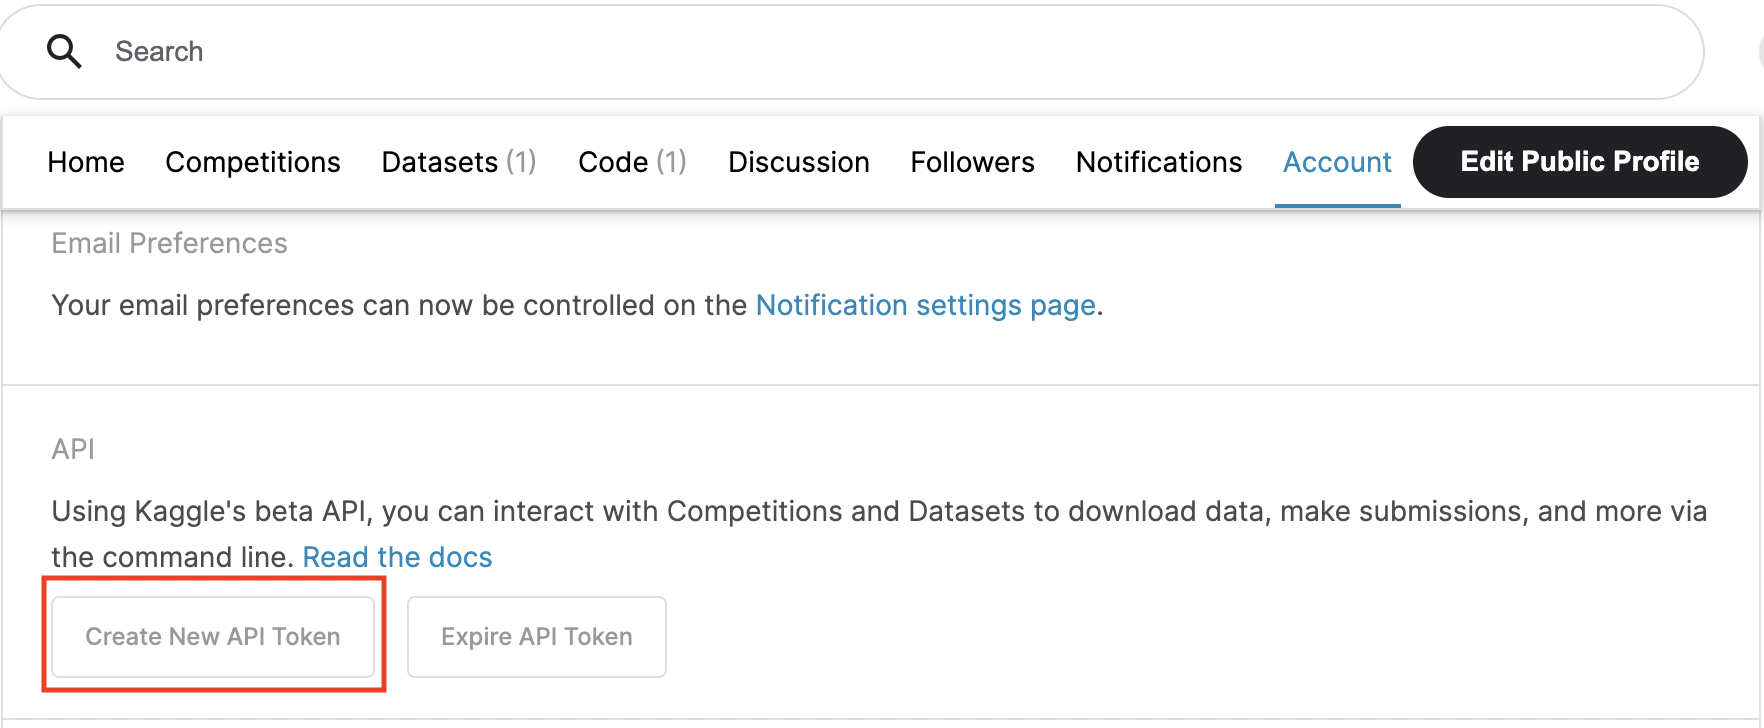 Search
Home Competitions Datasets (1) Code (1) Discussion Followers Notifications Account Edit Public Profile
Email Preferences
Your email preferences can now be controlled on the Notification settings page.
API
Using Kaggle's beta API, you can interact with Competitions and Datasets to download data, make submissions, and more via
the command line. Read the docs
Create New API Token Expire API Token